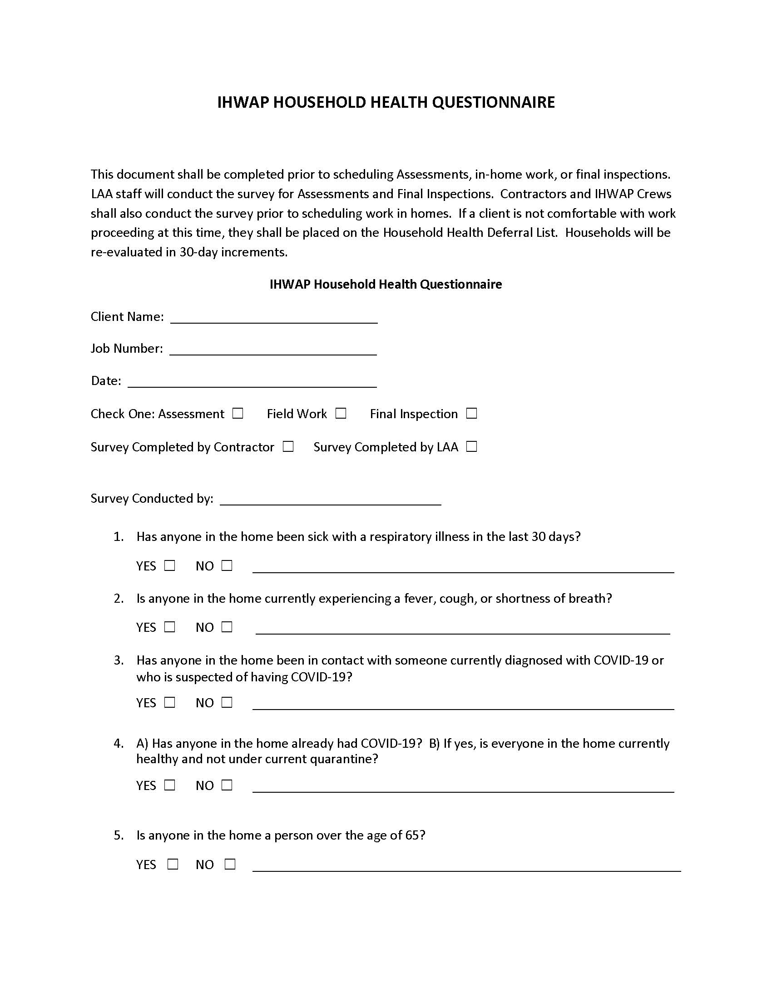 IHWAP HOUSEHOLD HEALTH QUESTIONNAIRE
This document shall be completed prior to scheduling Assessments, in-home work, or final inspections.
LAA staff will conduct the survey for Assessments and Final Inspections.  Contractors and IHWAP Crews
shall also conduct the survey prior to scheduling work in homes.  If a client is not comfortable with work
proceeding at this time, they shall be placed on the Household Health Deferral List.  Households will be
re-evaluated in 30-day increments.
IHWAP Household Health Questionnaire
Client Name: ____________________
Job Number: ____________________
Date: ____________________
Check One: Assessment ☐ Field Work ☐ Final Inspection ☐
Survey Completed by Contractor ☐ Survey Completed by LAA ☐
Survey Conducted by: ____________________
1. Has anyone in the home been sick with a respiratory illness in the last 30 days?
YES ☐ NO ☐ ____________________
2. Is anyone in the home currently experiencing a fever, cough, or shortness of breath?
YES ☐ NO ☐ ____________________
3. Has anyone in the home been in contact with someone currently diagnosed with COVID-19 or
who is suspected of having COVID-19?
YES ☐ NO ☐ ____________________
4. A) Has anyone in the home already had COVID-19?  B) If yes, is everyone in the home currently
healthy and not under current quarantine?
YES ☐ NO ☐ ____________________
5. Is anyone in the home a person over the age of 65?
YES ☐ NO ☐ ____________________